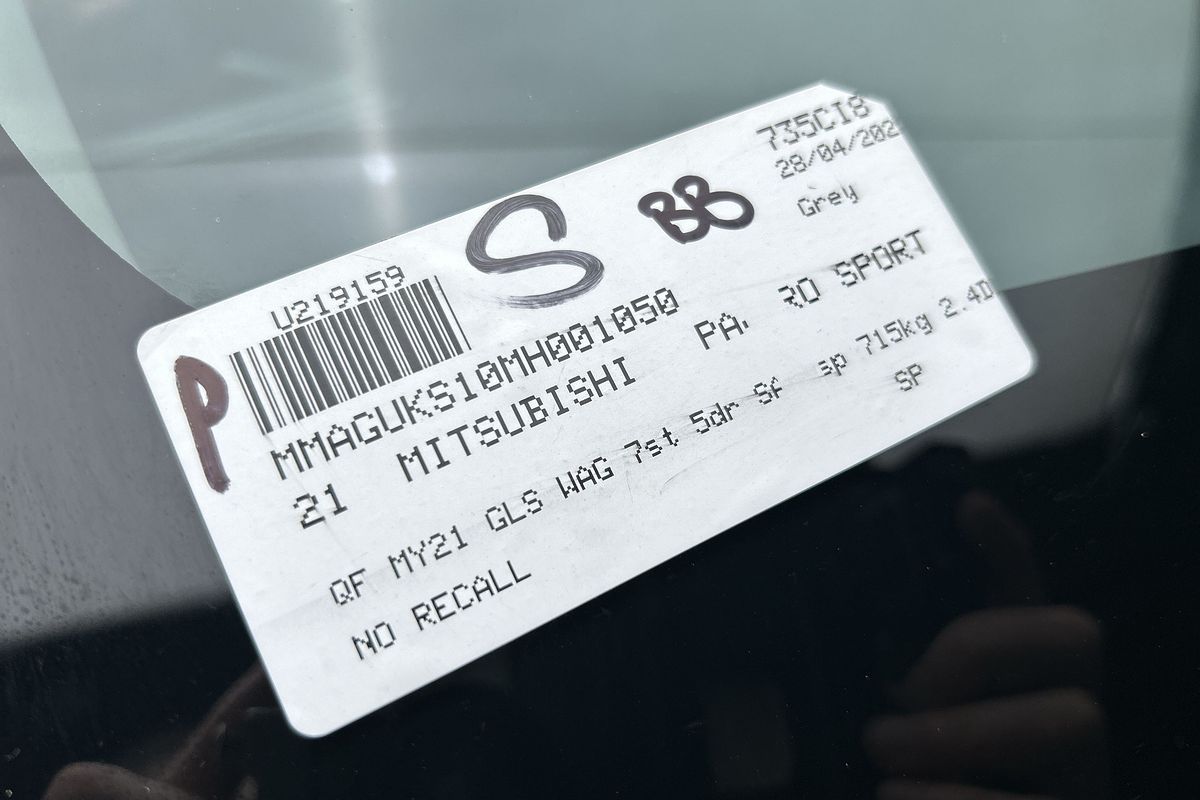 735CI8
28/04/202
Grey
S BB
U219159
P
MMAGUKS10MH001050
21 MITSUBISHI PA RO SPORT
QF MY21 GLS WAG 7st 5dr Sp 715kg 2.4D
SP
NO RECALL